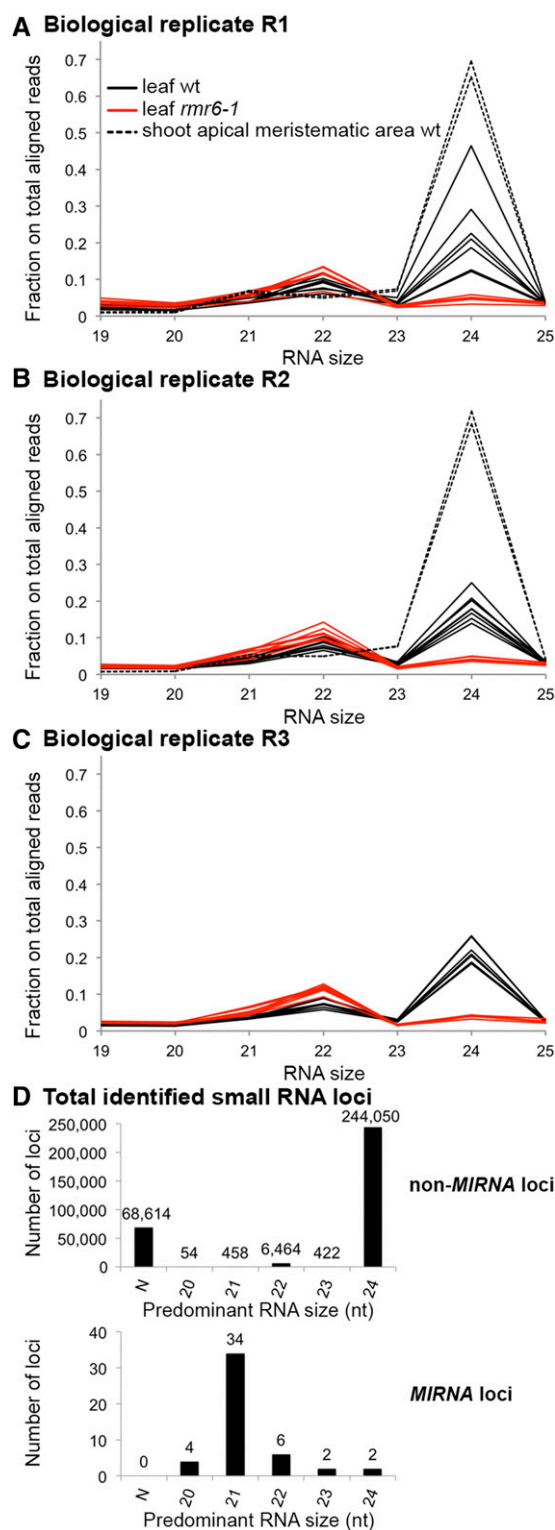 A Biological replicate R1
0.7
0.6
0.5
0.4
0.3
0.2
0.1
0
Fraction on total aligned reads
leaf wt
leaf rmr6-1
shoot apical meristematic area wt
19 20 21 22 23 24 25
RNA size
B Biological replicate R2
0.7
0.6
0.5
0.4
0.3
0.2
0.1
0
Fraction on total aligned reads
19 20 21 22 23 24 25
RNA size
C Biological replicate R3
0.7
0.6
0.5
0.4
0.3
0.2
0.1
0
Fraction on total aligned reads
19 20 21 22 23 24 25
RNA size
D Total identified small RNA loci
250,000
200,000
150,000
100,000
50,000
0
Number of loci
68,614 54 458 6,464 422 244,050
non-MIRNA loci
N 20 21 22 23 24
Predominant RNA size (nt)
40
30
20
10
0
Number of loci
0 4 34 6 2 2
MIRNA loci
N 20 21 22 23 24
Predominant RNA size (nt)